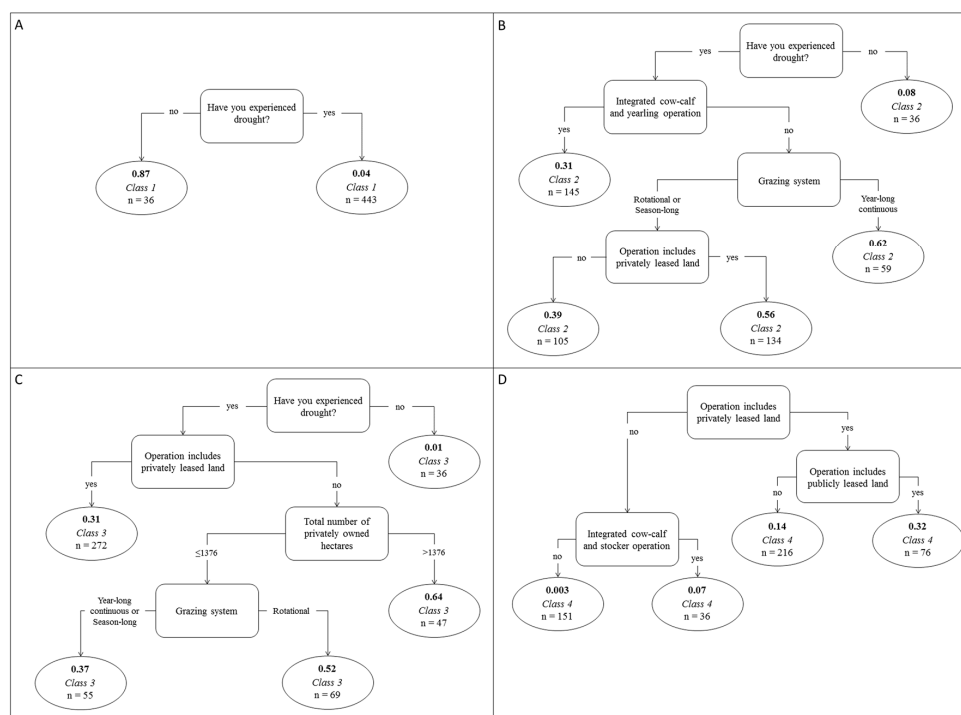 A
Have you experienced
drought?
no
yes
0.87
Class 1
n = 36
0.04
Class 1
n = 443
B
Have you experienced
drought?
yes
no
Integrated cow-calf
and yearling operation
0.08
Class 2
n = 36
yes
no
0.31
Class 2
n = 145
Grazing system
Rotational or
Season-long
Year-long
continuous
Operation includes
privately leased land
0.62
Class 2
n = 59
no
yes
0.39
Class 2
n = 105
0.56
Class 2
n = 134
C
Have you experienced
drought?
yes
no
Operation includes
privately leased land
0.01
Class 3
n = 36
yes
no
0.31
Class 3
n = 272
Total number of
privately owned
hectares
≤1376
>1376
Grazing system
0.64
Class 3
n = 47
Year-long
continuous or
Season-long
Rotational
0.37
Class 3
n = 55
0.52
Class 3
n = 69
D
Operation includes
privately leased land
no
yes
Operation includes
publicly leased land
no
yes
0.14
Class 4
n = 216
0.32
Class 4
n = 76
Integrated cow-calf
and stocker operation
no
yes
0.003
Class 4
n = 151
0.07
Class 4
n = 36